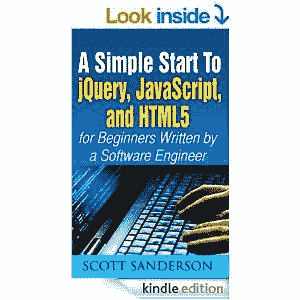 Look inside
A Simple Start To
jQuery, JavaScript,
and HTML5
for Beginners Written by
a Software Engineer
SCOTT SANDERSON
kindle edition